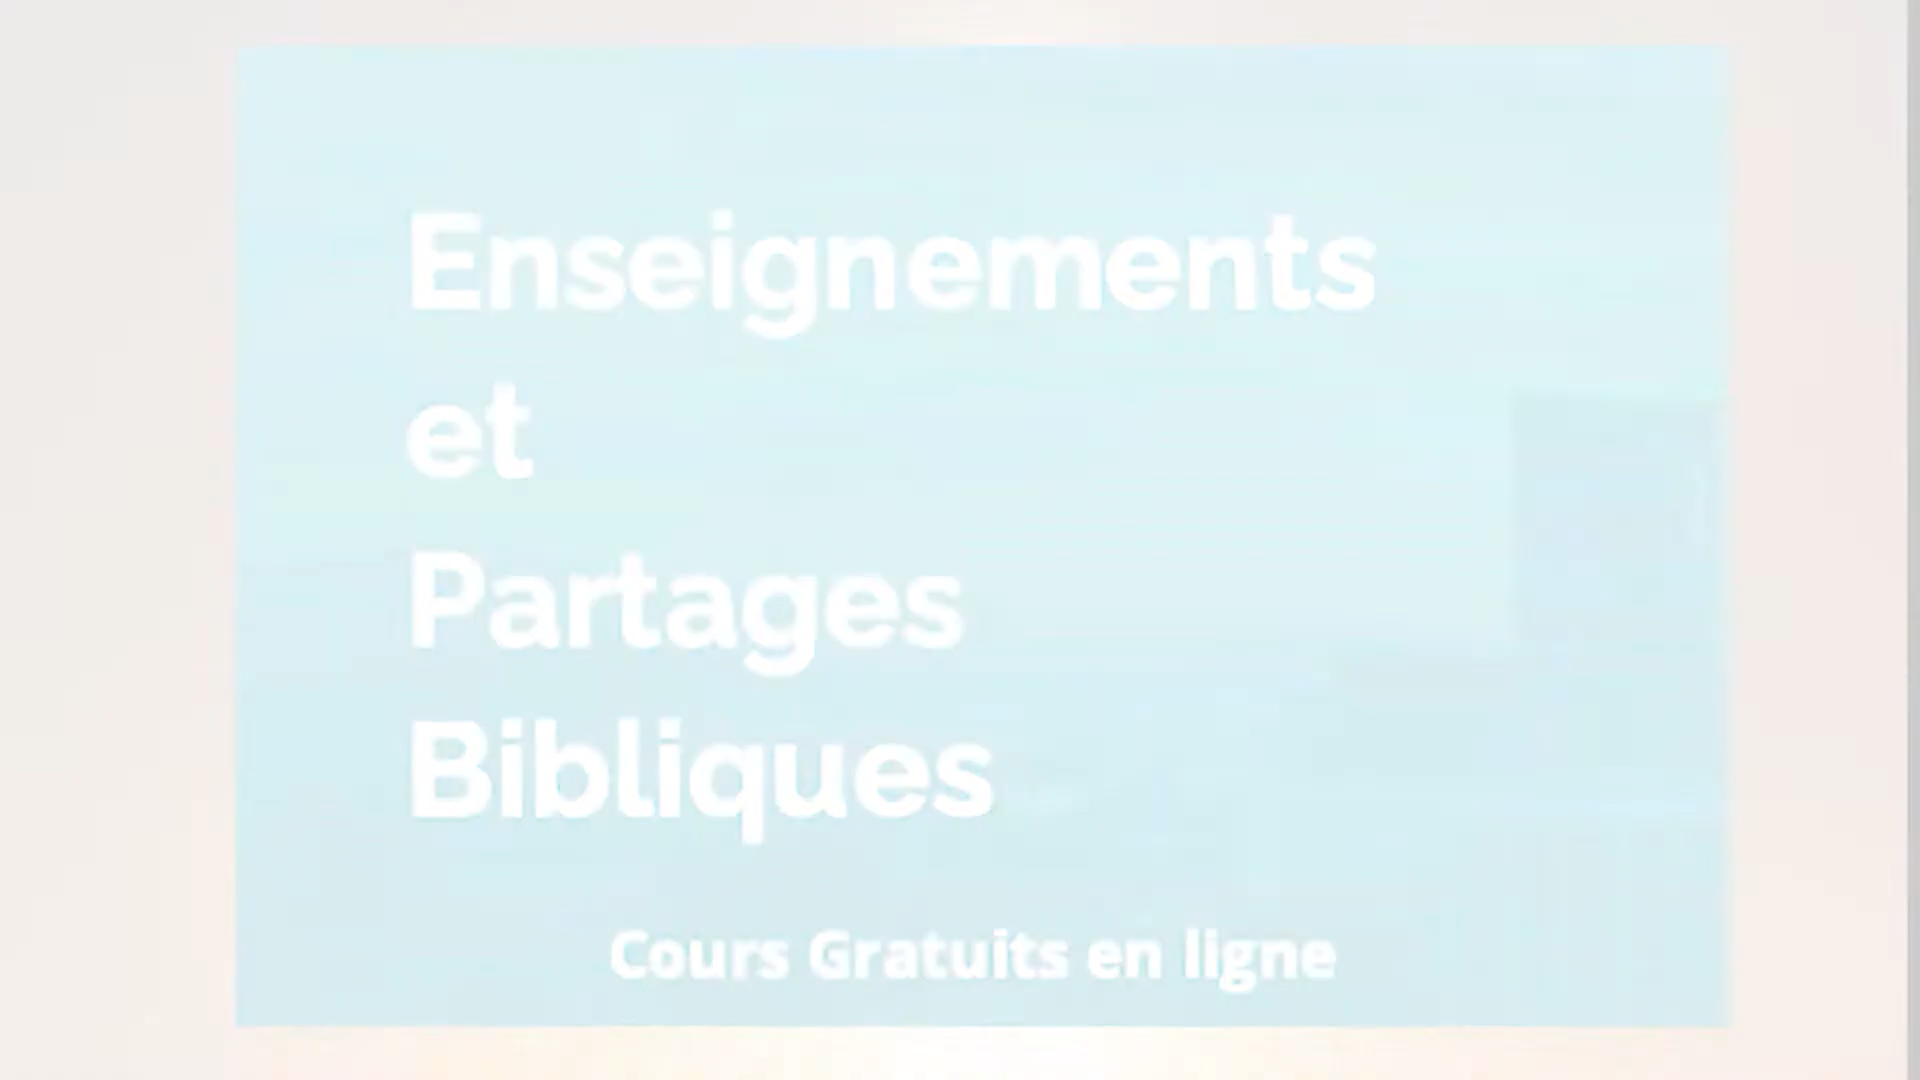 Enseignements
et
Partages
Bibliques
Cours Gratuits en ligne